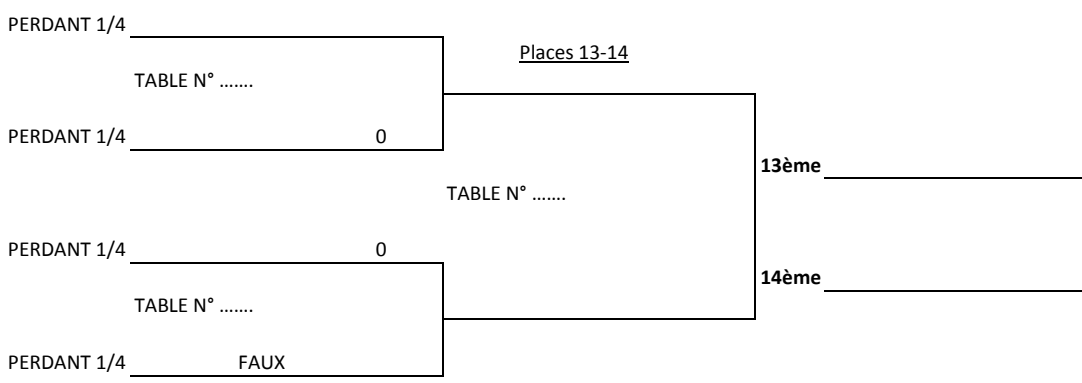 PERDANT 1/4
Places 13-14
TABLE N° .......
PERDANT 1/4 0
13ème
TABLE N° .......
PERDANT 1/4 0
14ème
TABLE N° .......
PERDANT 1/4 FAUX